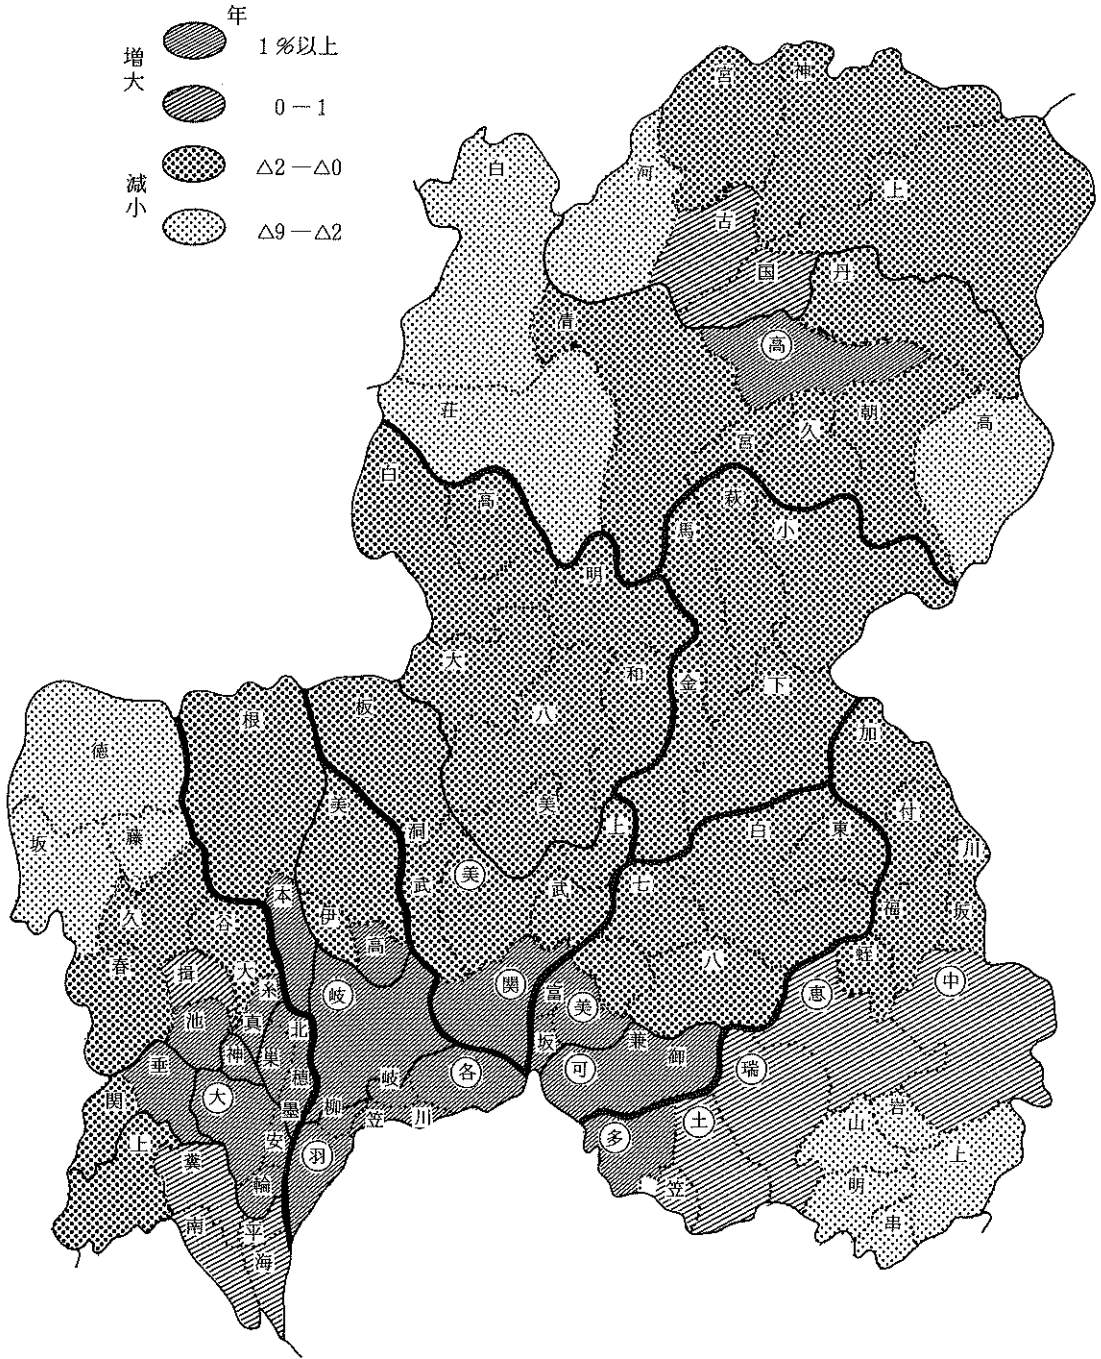 年
増大
1%以上
0－1
減小
△2－△0
△9－△2
宮
神
白
河
上
古
国
丹
清
高
荘
朝
久
宮
高
白
高
萩
馬
小
明
大
和
金
下
八
根
板
加
徳
美
美
付
坂
藤
洞
上
白
東
川
美
武
武
七
本
久
谷
伊
福
坂
高
八
春
揖
大
糸
関
富
美
恵
蛭
中
岐
池
真
北
神
巣
坂
兼
御
垂
穂
可
瑞
関
大
墨
柳
岐
各
岩
笠
川
土
山
上
安
羽
多
上
糞
輪
笠
明
南
平
串
海